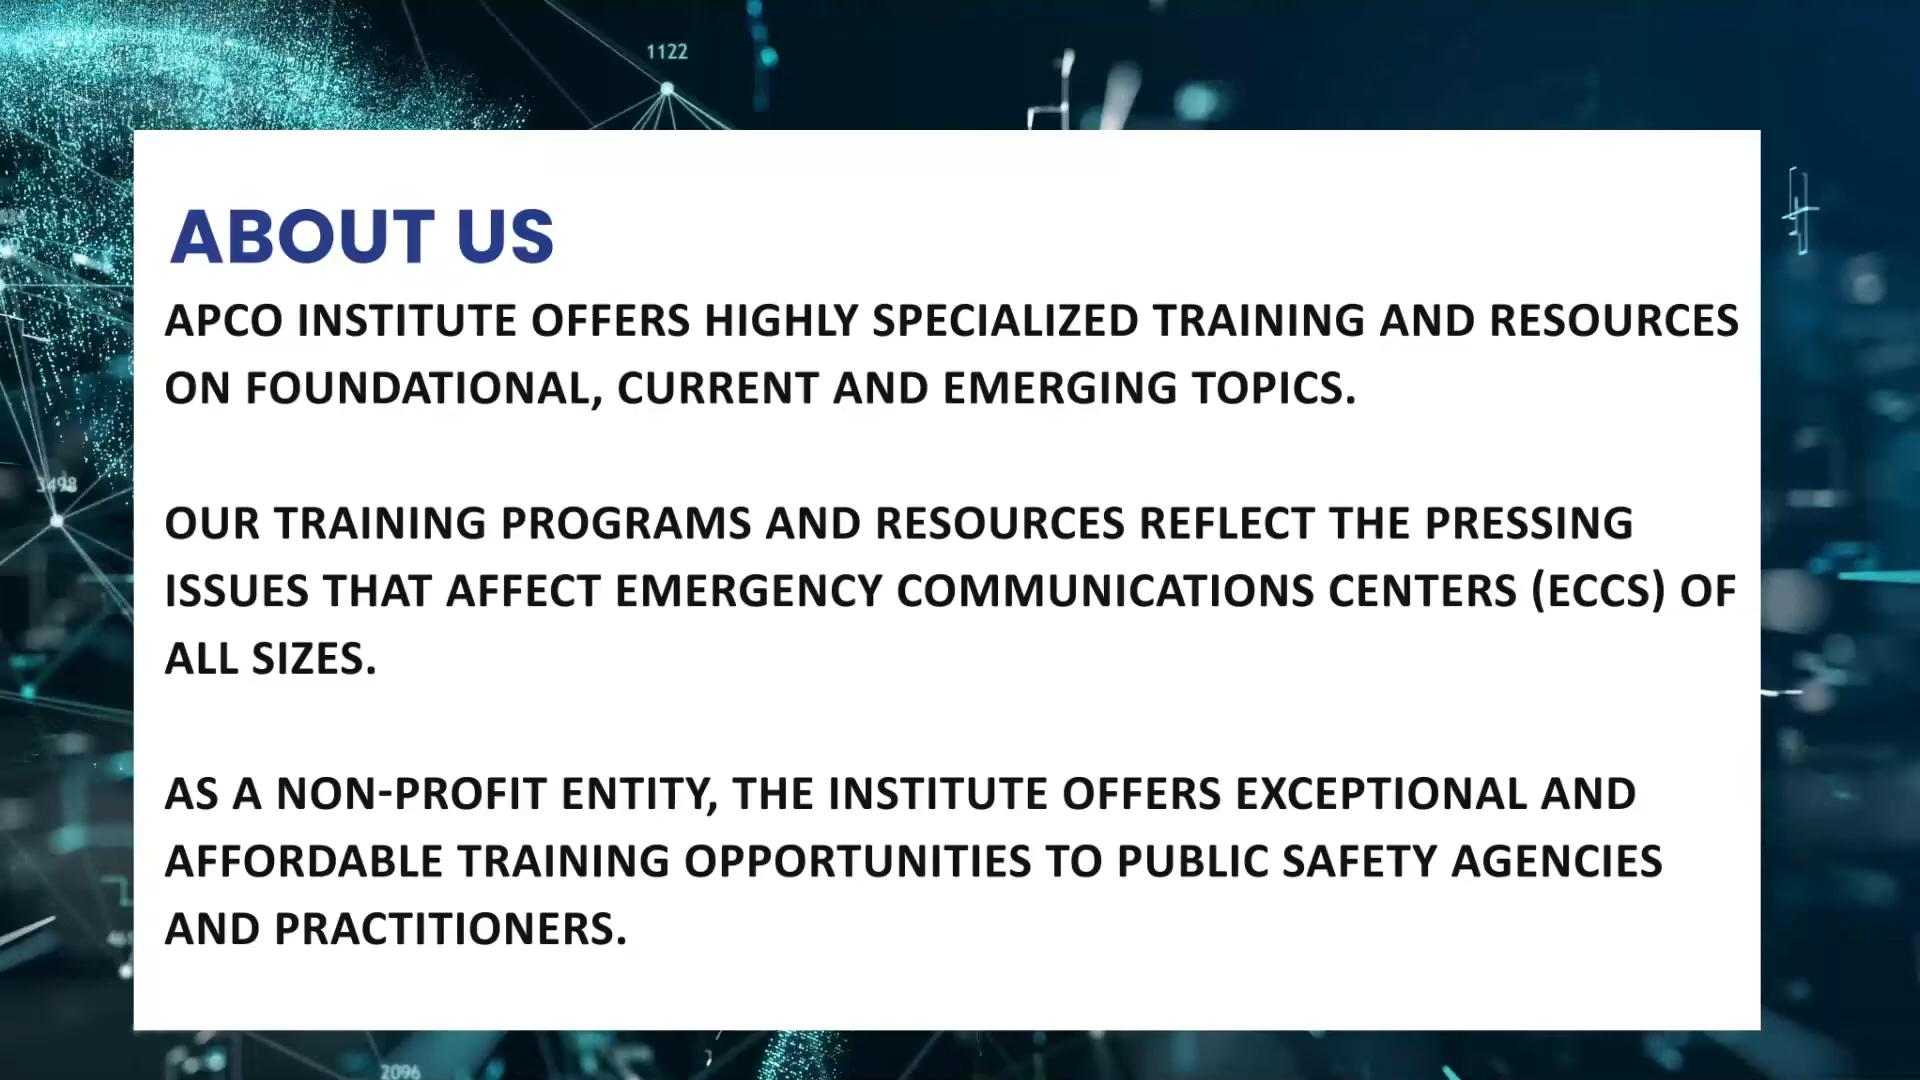 1122
ABOUT US
APCO INSTITUTE OFFERS HIGHLY SPECIALIZED TRAINING AND RESOURCES
ON FOUNDATIONAL, CURRENT AND EMERGING TOPICS.
3498
OUR TRAINING PROGRAMS AND RESOURCES REFLECT THE PRESSING
ISSUES THAT AFFECT EMERGENCY COMMUNICATIONS CENTERS (ECCS) OF
ALL SIZES.
AS A NON-PROFIT ENTITY, THE INSTITUTE OFFERS EXCEPTIONAL AND
AFFORDABLE TRAINING OPPORTUNITIES TO PUBLIC SAFETY AGENCIES
AND PRACTITIONERS.
2096